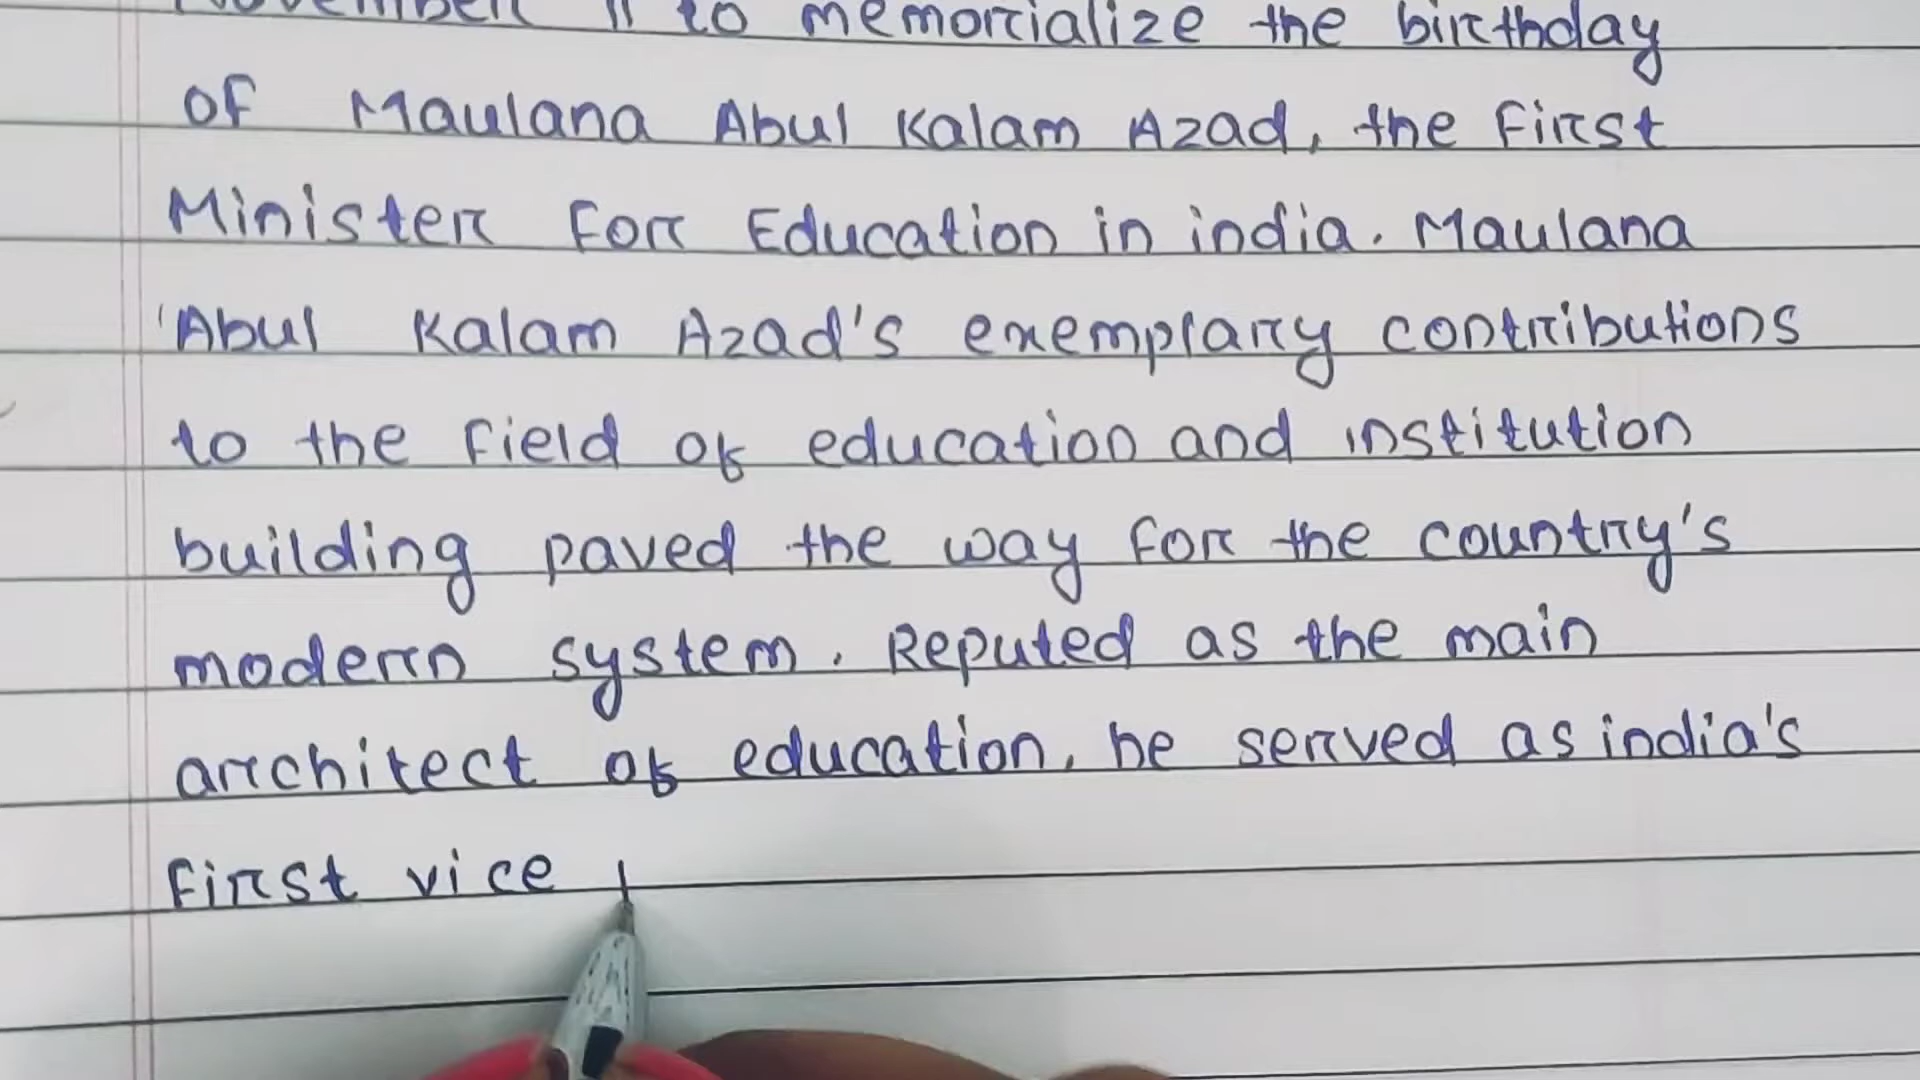 November 11 to memorialize the birthday
of Maulana Abul Kalam Azad, the First
Minister For Education in india. Maulana
Abul Kalam Azad's exemplary contributions
to the field of education and institution
building paved the way for the country's
modern system. Reputed as the main
architect of education, he served as india's
First vice